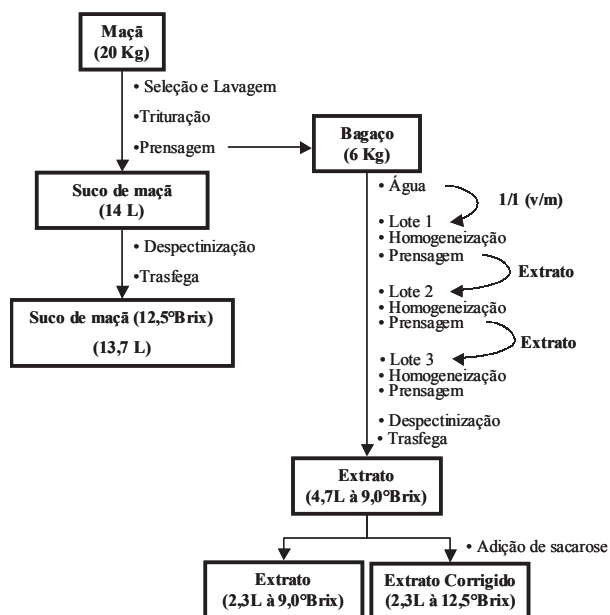 Maçã
(20 Kg)
• Seleção e Lavagem
•Trituração
•Prensagem
Bagaço
(6 Kg)
Suco de maçã
(14 L)
• Despectinização
• Trasfega
Suco de maçã (12,5°Brix)
(13,7 L)
• Água
1/1 (v/m)
• Lote 1
• Homogeneização
• Prensagem
Extrato
• Lote 2
• Homogeneização
• Prensagem
Extrato
• Lote 3
• Homogeneização
• Prensagem
• Despectinização
• Trasfega
Extrato
(4,7L à 9,0°Brix)
• Adição de sacarose
Extrato
(2,3L à 9,0°Brix)
Extrato Corrigido
(2,3L à 12,5°Brix)